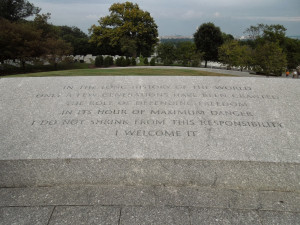 IN THE LONG HISTORY OF THE WORLD
ONLY A FEW GENERATIONS HAVE BEEN GRANTED
THE ROLE OF DEFENDING FREEDOM
IN ITS HOUR OF MAXIMUM DANGER
I DO NOT SHRINK FROM THIS RESPONSIBILITY
I WELCOME IT